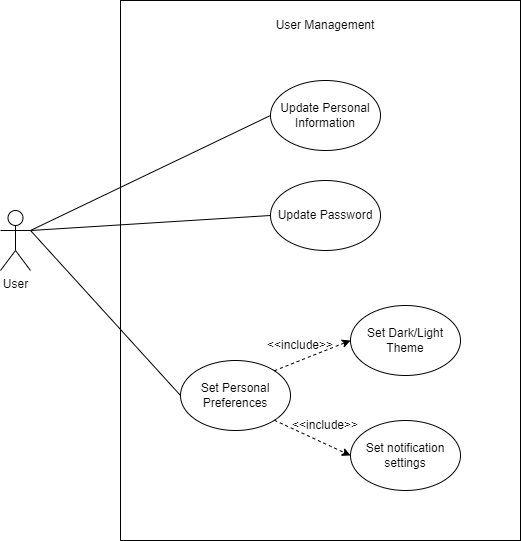 User Management
Update Personal
Information
Update Password
User
<<include>>
Set Dark/Light
Theme
Set Personal
Preferences
<<include>>
Set notification
settings